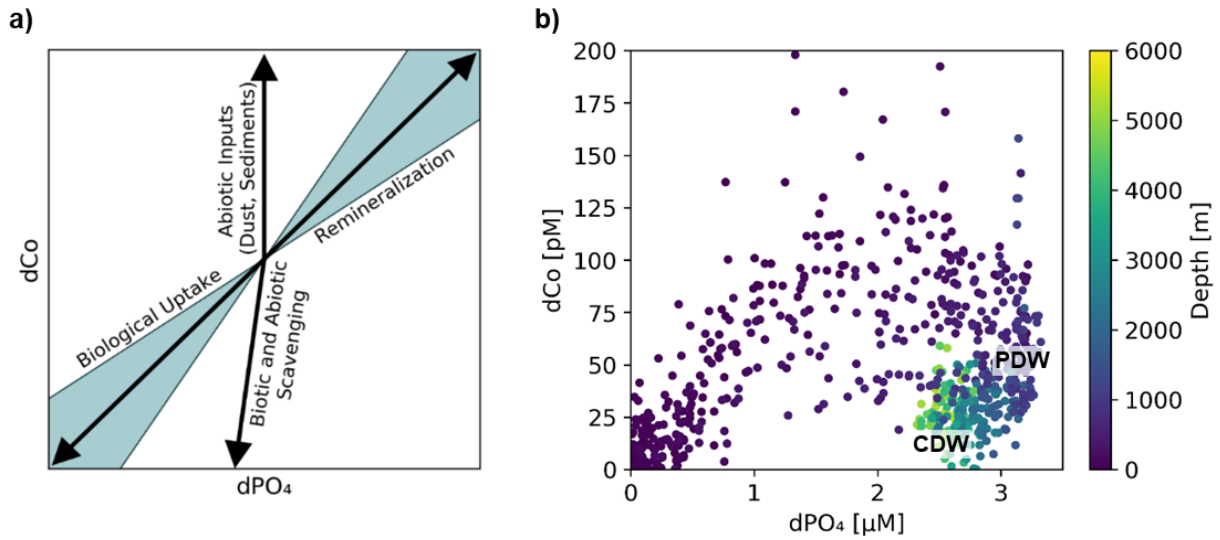 a)
Abiotic Inputs
(Dust, Sediments)
Remineralization
Biological Uptake
Biotic and Abiotic
Scavenging
dCo
dPO₄
b)
200
175
150
125
100
75
50
25
0
dCo [pM]
0
1
2
3
dPO₄ [μM]
PDW
CDW
6000
5000
4000
3000
2000
1000
0
Depth [m]